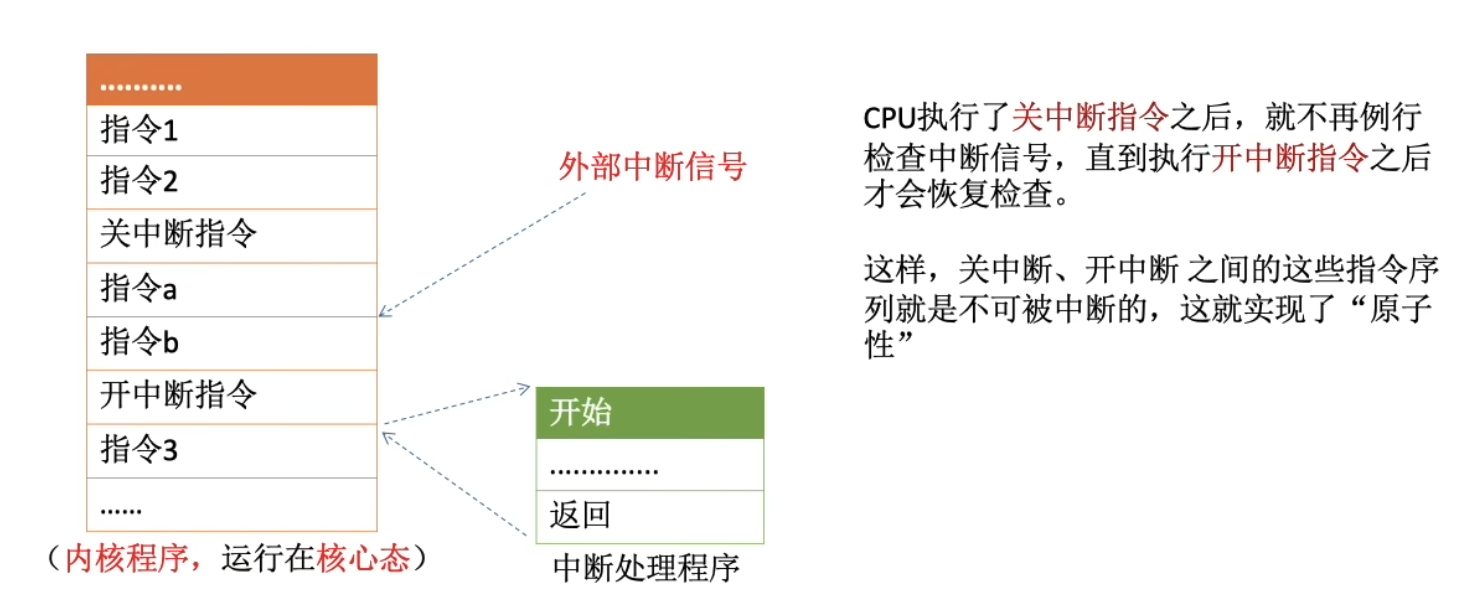 ..........
指令1
指令2
关中断指令
指令a
指令b
开中断指令
指令3
......
（内核程序，运行在核心态）
外部中断信号
开始
..............
返回
中断处理程序
CPU执行了关中断指令之后，就不再例行
检查中断信号，直到执行开中断指令之后
才会恢复检查。
这样，关中断、开中断 之间的这些指令序
列就是不可被中断的，这就实现了“原子
性”